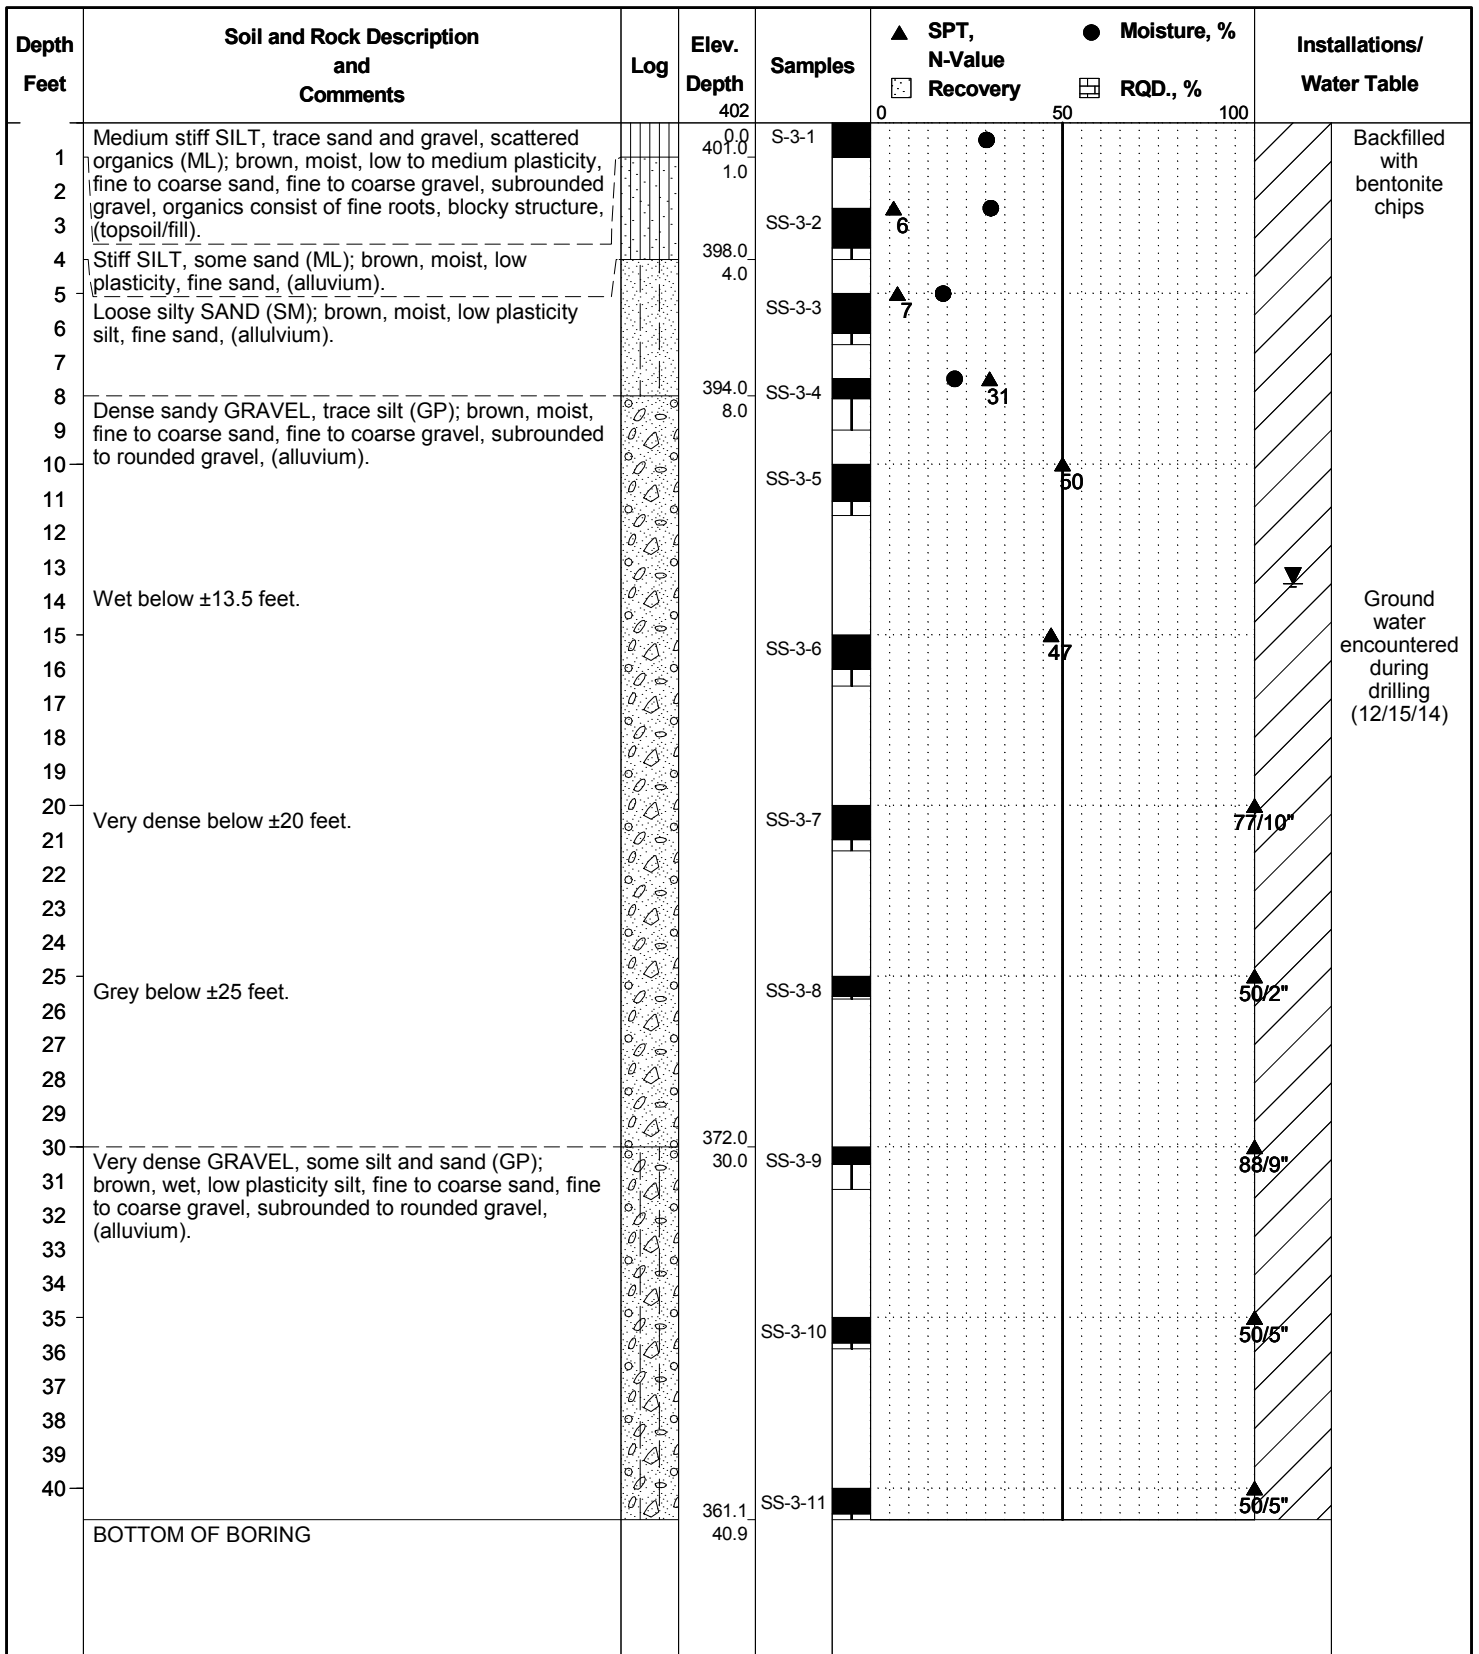 Depth
Feet
Soil and Rock Description
and
Comments
Log
Elev.
Depth
402
Samples
SPT,
N-Value
Moisture, %
Recovery
RQD., %
0
50
100
Installations/
Water Table
1
2
3
4
5
6
7
8
9
10
11
12
13
14
15
16
17
18
19
20
21
22
23
24
25
26
27
28
29
30
31
32
33
34
35
36
37
38
39
40
Medium stiff SILT, trace sand and gravel, scattered
organics (ML); brown, moist, low to medium plasticity,
fine to coarse sand, fine to coarse gravel, subrounded
gravel, organics consist of fine roots, blocky structure,
(topsoil/fill).
Stiff SILT, some sand (ML); brown, moist, low
plasticity, fine sand, (alluvium).
Loose silty SAND (SM); brown, moist, low plasticity
silt, fine sand, (allulvium).
Dense sandy GRAVEL, trace silt (GP); brown, moist,
fine to coarse sand, fine to coarse gravel, subrounded
to rounded gravel, (alluvium).
Wet below ±13.5 feet.
Very dense below ±20 feet.
Grey below ±25 feet.
Very dense GRAVEL, some silt and sand (GP);
brown, wet, low plasticity silt, fine to coarse sand, fine
to coarse gravel, subrounded to rounded gravel,
(alluvium).
BOTTOM OF BORING
0.0
401.0
1.0
398.0
4.0
394.0
8.0
372.0
30.0
361.1
40.9
S-3-1
SS-3-2
SS-3-3
SS-3-4
SS-3-5
SS-3-6
SS-3-7
SS-3-8
SS-3-9
SS-3-10
SS-3-11
6
7
31
50
47
77/10"
50/2"
88/9"
50/5"
50/5"
Backfilled
with
bentonite
chips
Ground
water
encountered
during
drilling
(12/15/14)